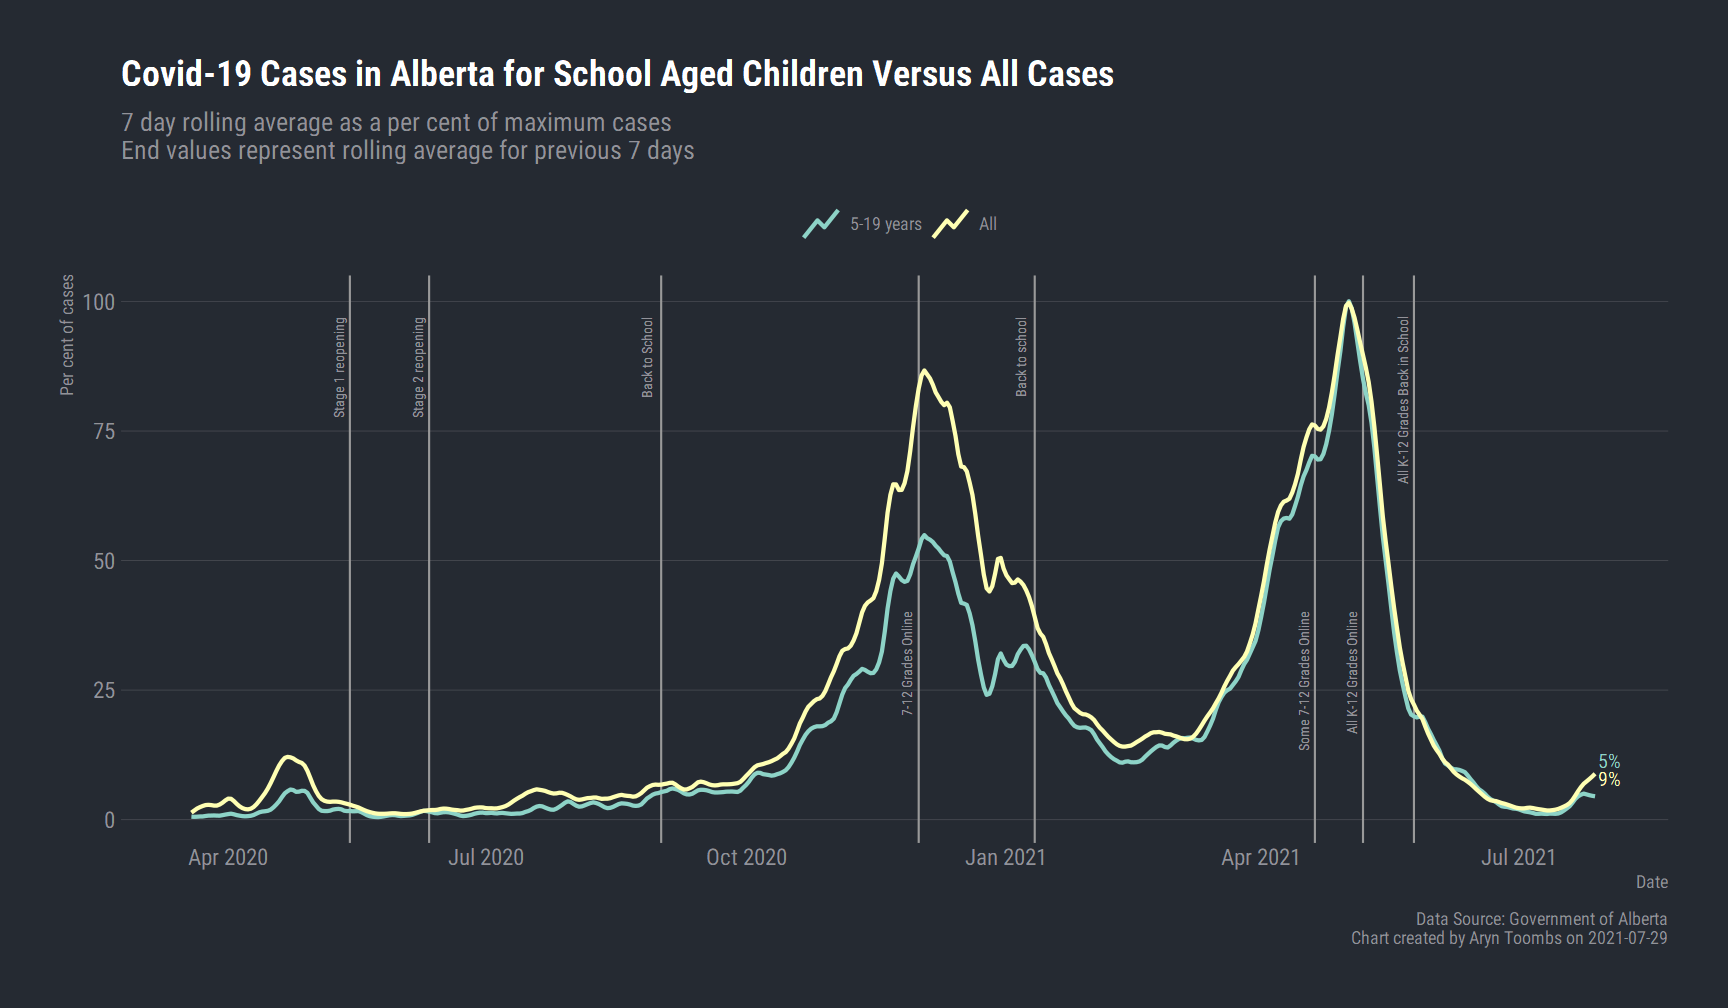 Covid-19 Cases in Alberta for School Aged Children Versus All Cases
7 day rolling average as a per cent of maximum cases
End values represent rolling average for previous 7 days
5-19 years
All
Per cent of cases
100
75
50
25
0
Stage 1 reopening
Stage 2 reopening
Back to School
7-12 Grades Online
Back to school
Some 7-12 Grades Online
All K-12 Grades Online
All K-12 Grades Back in School
5%
9%
Apr 2020
Jul 2020
Oct 2020
Jan 2021
Apr 2021
Jul 2021
Date
Data Source: Government of Alberta
Chart created by Aryn Toombs on 2021-07-29